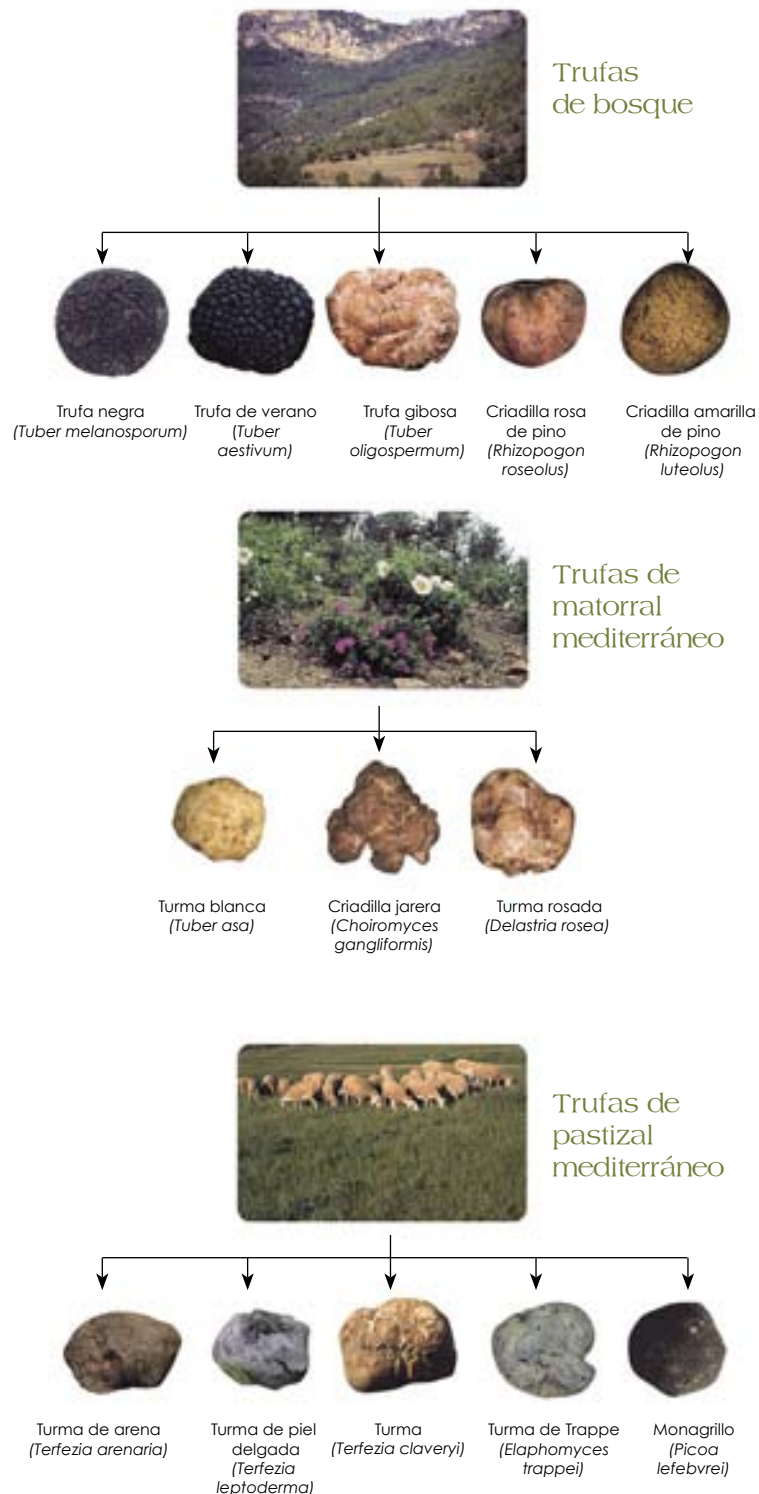 Trufas
de bosque
Trufa negra
(Tuber melanosporum)
Trufa de verano
(Tuber
aestivum)
Trufa gibosa
(Tuber
oligospermum)
Criadilla rosa
de pino
(Rhizopogon
roseolus)
Criadilla amarilla
de pino
(Rhizopogon
luteolus)
Trufas de
matorral
mediterráneo
Turma blanca
(Tuber asa)
Criadilla jarera
(Choiromyces
gangliformis)
Turma rosada
(Delastria rosea)
Trufas de
pastizal
mediterráneo
Turma de arena
(Terfezia arenaria)
Turma de piel
delgada
(Terfezia
leptoderma)
Turma
(Terfezia claveryi)
Turma de Trappe
(Elaphomyces
trappei)
Monagrillo
(Picoa
lefebvrei)